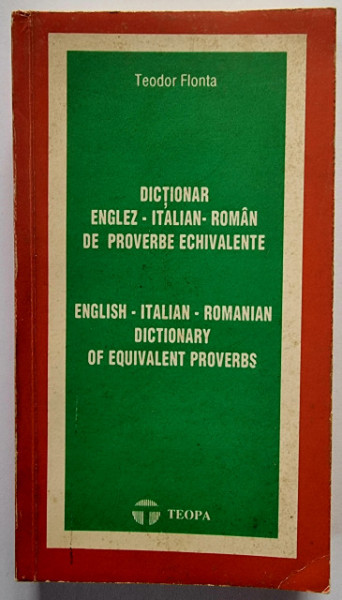 Teodor Flonta
DICȚIONAR
ENGLEZ - ITALIAN- ROMÂN
DE PROVERBE ECHIVALENTE
ENGLISH - ITALIAN - ROMANIAN
DICTIONARY
OF EQUIVALENT PROVERBS
TEOPA